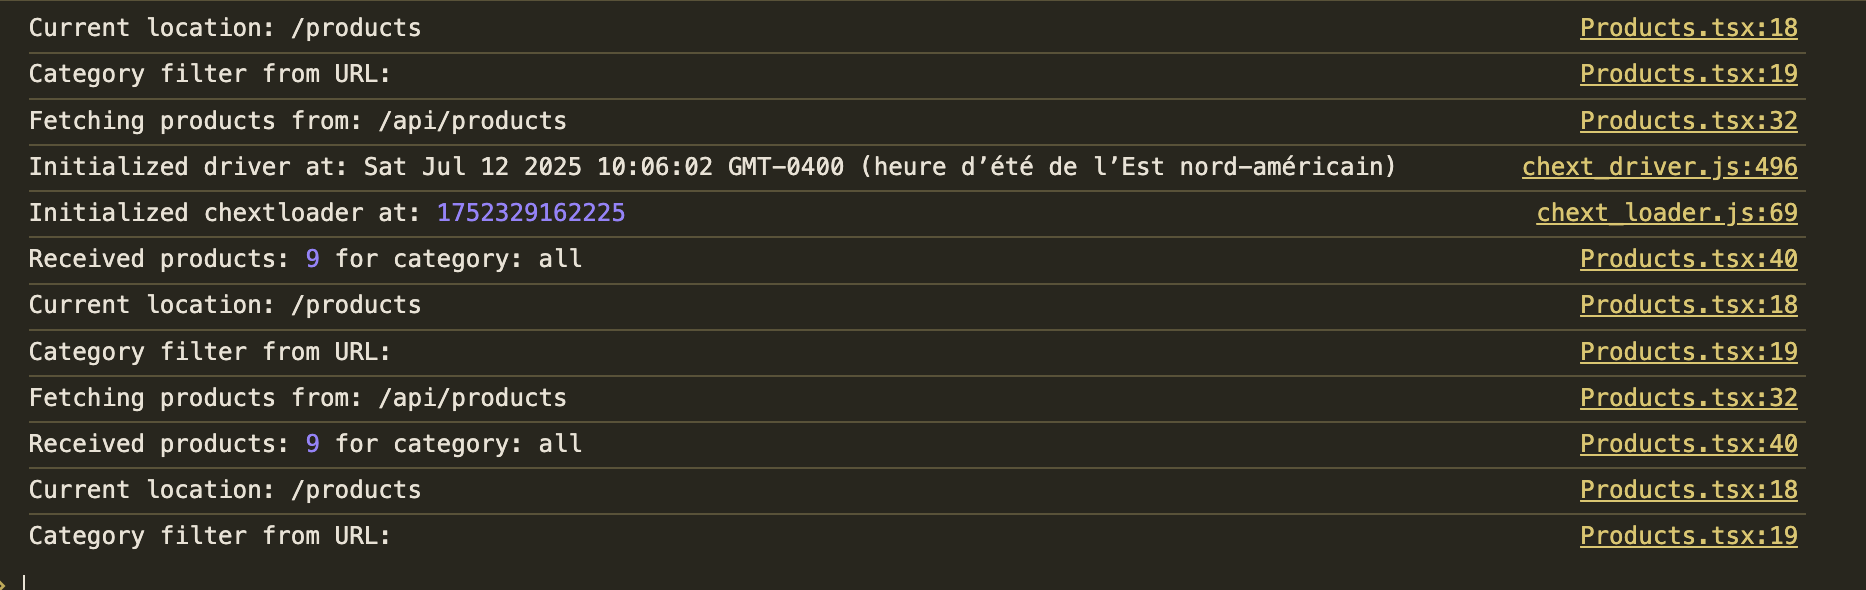 Current location: /products Products.tsx:18
Category filter from URL: Products.tsx:19
Fetching products from: /api/products Products.tsx:32
Initialized driver at: Sat Jul 12 2025 10:06:02 GMT-0400 (heure d’été de l’Est nord-américain) chext_driver.js:496
Initialized chextloader at: 1752329162225 chext_loader.js:69
Received products: 9 for category: all Products.tsx:40
Current location: /products Products.tsx:18
Category filter from URL: Products.tsx:19
Fetching products from: /api/products Products.tsx:32
Received products: 9 for category: all Products.tsx:40
Current location: /products Products.tsx:18
Category filter from URL: Products.tsx:19